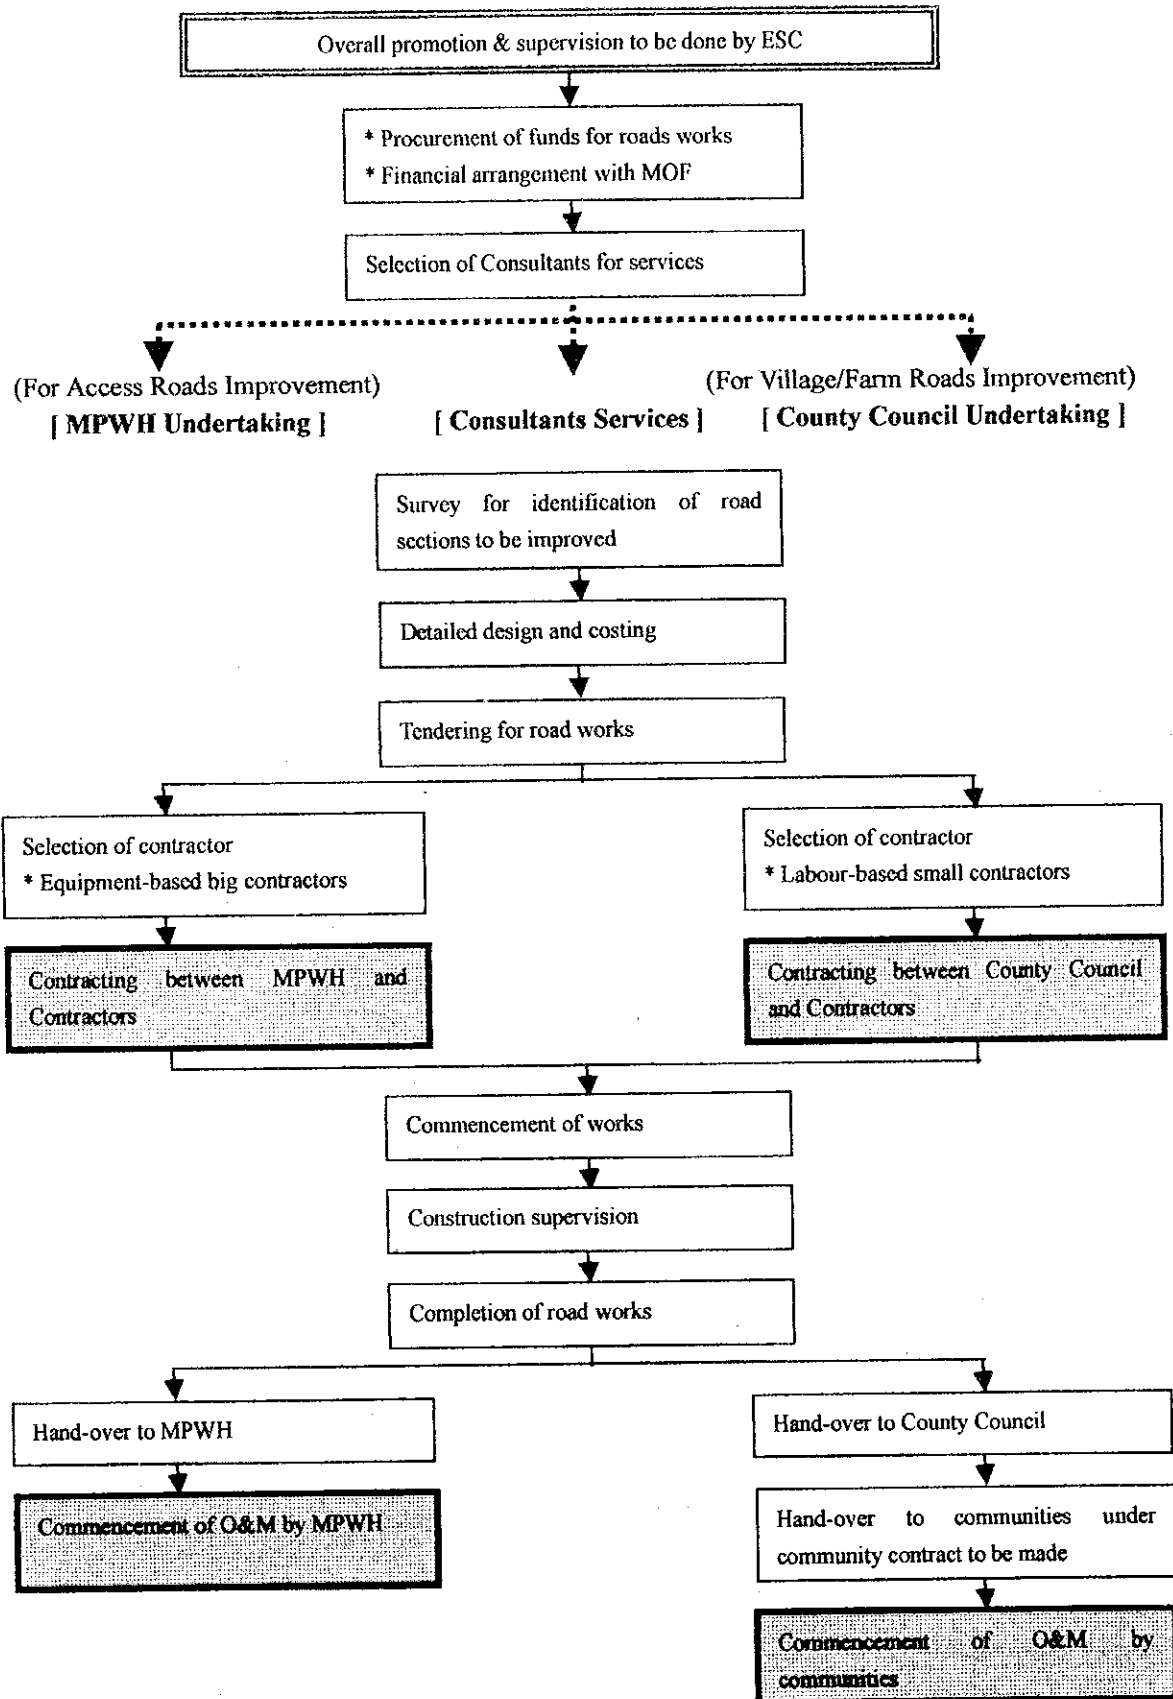 Overall promotion & supervision to be done by ESC
* Procurement of funds for roads works
* Financial arrangement with MOF
Selection of Consultants for services
(For Access Roads Improvement)
[ MPWH Undertaking ]
[ Consultants Services ]
(For Village/Farm Roads Improvement)
[ County Council Undertaking ]
Survey for identification of road
sections to be improved
Detailed design and costing
Tendering for road works
Selection of contractor
* Equipment-based big contractors
Selection of contractor
* Labour-based small contractors
Contracting between MPWH and
Contractors
Contracting between County Council
and Contractors
Commencement of works
Construction supervision
Completion of road works
Hand-over to MPWH
Hand-over to County Council
Commencement of O&M by MPWH
Hand-over to communities under
community contract to be made
Commencement of O&M by
communities